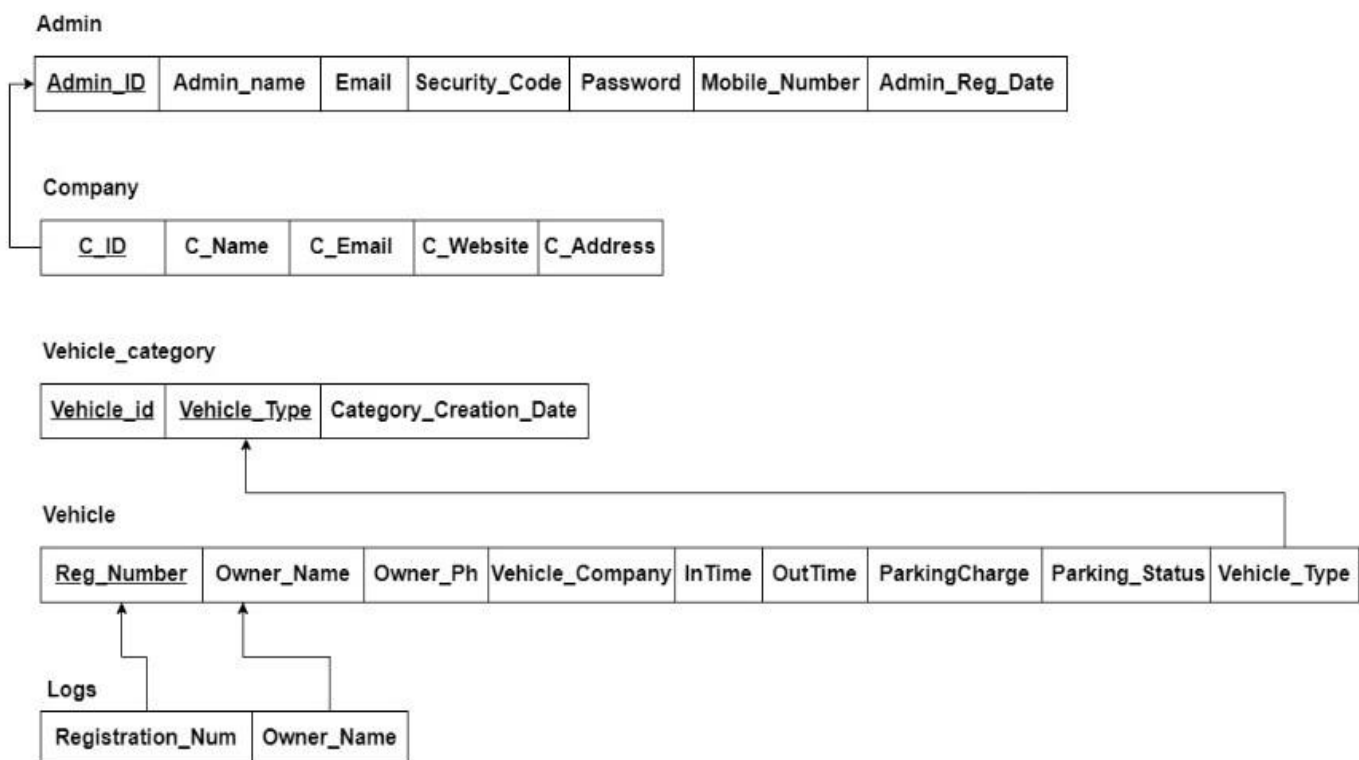 Admin
Admin_ID Admin_name Email Security_Code Password Mobile_Number Admin_Reg_Date
Company
C_ID C_Name C_Email C_Website C_Address
Vehicle_category
Vehicle_id Vehicle_Type Category_Creation_Date
Vehicle
Reg_Number Owner_Name Owner_Ph Vehicle_Company InTime OutTime ParkingCharge Parking_Status Vehicle_Type
Logs
Registration_Num Owner_Name